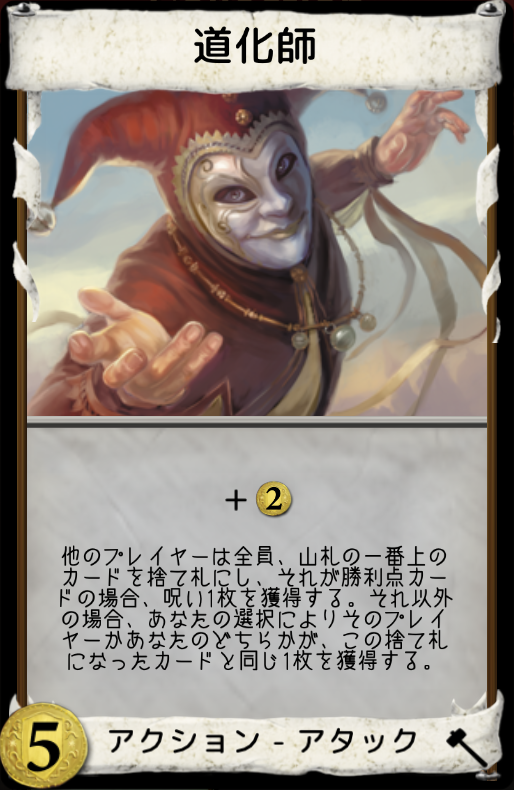 道化師
＋2
他のプレイヤーは全員、山札の一番上の
カードを捨て札にし、それが勝利点カー
ドの場合、呪い1枚を獲得する。それ以外
の場合、あなたの選択によりそのプレイ
ヤーかあなたのどちらかが、この捨て札
になったカードと同じ1枚を獲得する。
5
アクション - アタック